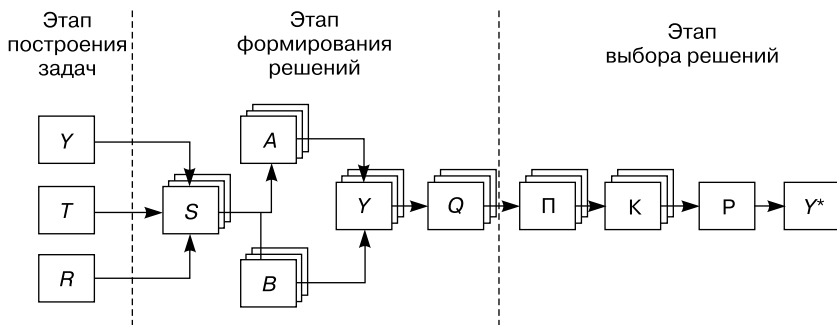 Этап
построения
задач
Этап
формирования
решений
Этап
выбора решений
Y
T
R
S
A
B
Y
Q
П
К
Р
Y*